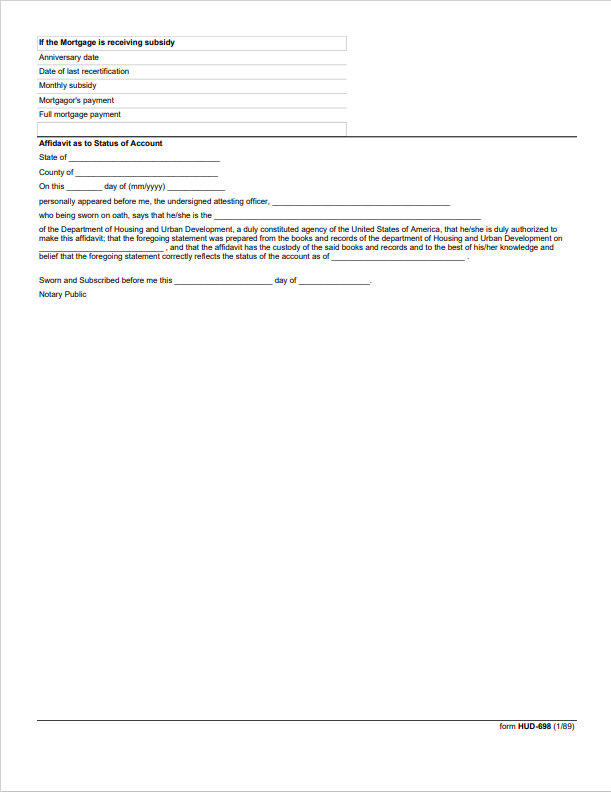 If the Mortgage is receiving subsidy
Anniversary date
Date of last recertification
Monthly subsidy
Mortgagor's payment
Full mortgage payment
Affidavit as to Status of Account
State of ___________________________________
County of ________________________________
On this ________ day of (mm/yyyy) _____________
personally appeared before me, the undersigned attesting officer, ________________________________________
who being sworn on oath, says that he/she is the ____________________________________________________________
of the Department of Housing and Urban Development, a duly constituted agency of the United States of America, that he/she is duly authorized to
make this affidavit; that the foregoing statement was prepared from the books and records of the department of Housing and Urban Development on
____________________________ , and that the affidavit has the custody of the said books and records and to the best of his/her knowledge and
belief that the foregoing statement correctly reflects the status of the account as of ______________________________ .
Sworn and Subscribed before me this ______________________ day of ________________.
Notary Public
form HUD-698 (1/89)